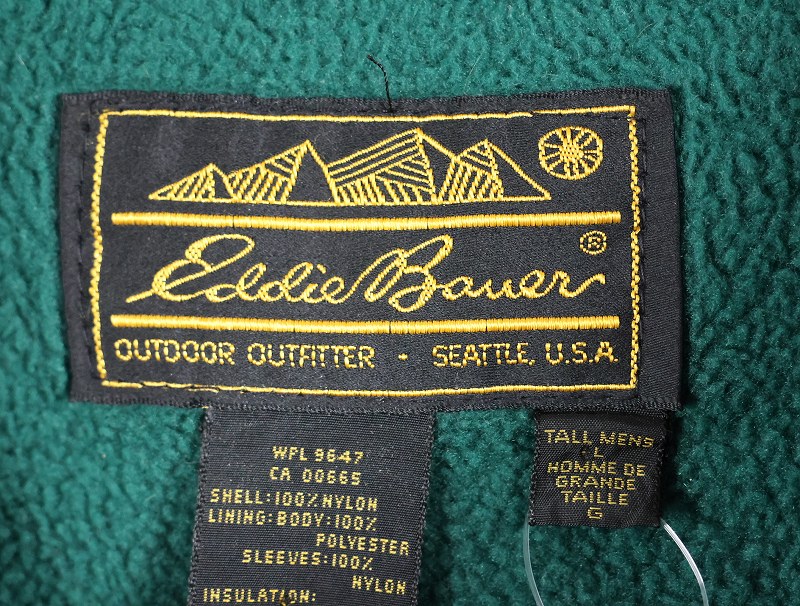 Eddie Bauer®
OUTDOOR OUTFITTER · SEATTLE, U.S.A.
WPL 9647
CA 00665
SHELL:100% NYLON
LINING:BODY:100%
POLYESTER
SLEEVES:100%
NYLON
INSULATION:
TALL MENS
L
HOMME DE
GRANDE
TAILLE
G